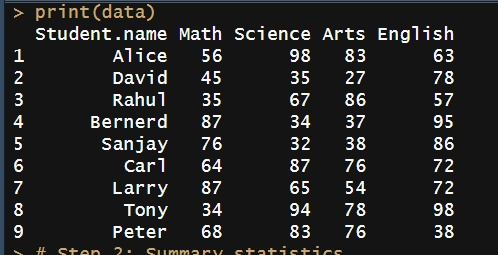 > print(data)
Student.name Math Science Arts English
1 Alice 56 98 83 63
2 David 45 35 27 78
3 Rahul 35 67 86 57
4 Bernerd 87 34 37 95
5 Sanjay 76 32 38 86
6 Carl 64 87 76 72
7 Larry 87 65 54 72
8 Tony 34 94 78 98
9 Peter 68 83 76 38
> # Step 2: Summary statistics